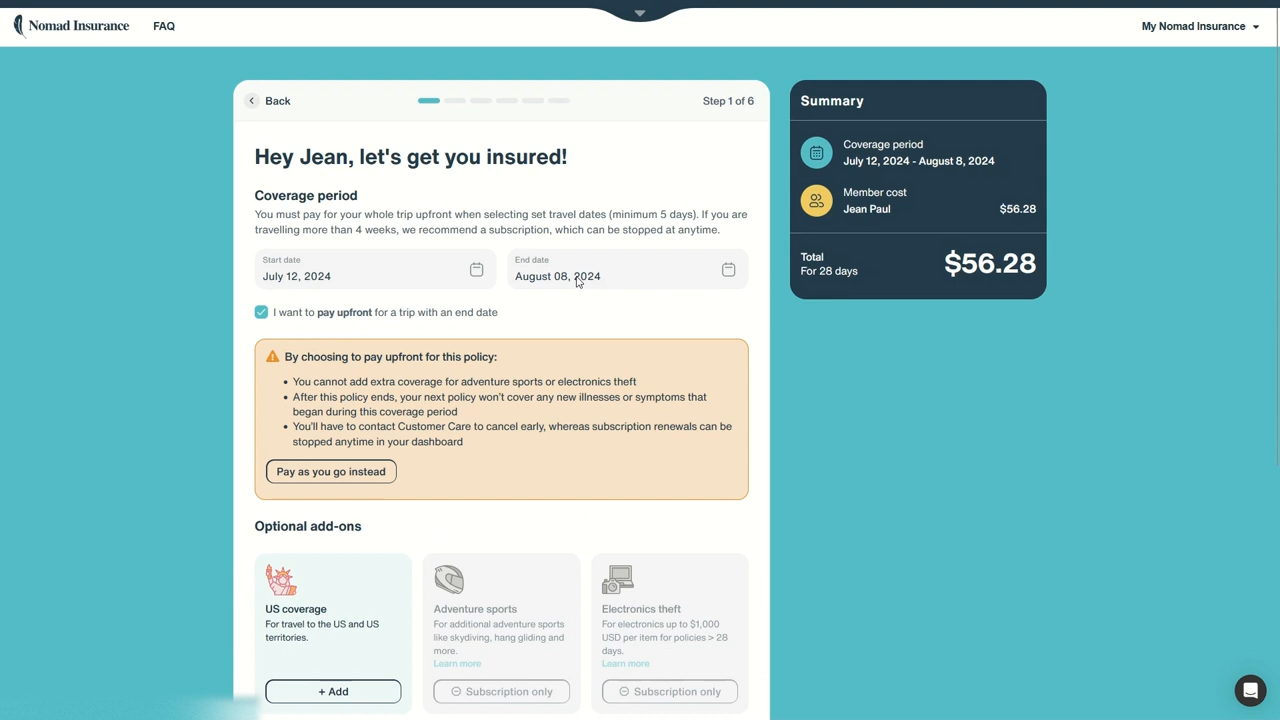 Nomad Insurance
FAQ
My Nomad Insurance
Back
Step 1 of 6
Hey Jean, let's get you insured!
Coverage period
You must pay for your whole trip upfront when selecting set travel dates (minimum 5 days). If you
are travelling more than 4 weeks, we recommend a subscription, which can be stopped at anytime.
Start date
July 12, 2024
End date
August 08, 2024
I want to pay upfront for a trip with an end date
By choosing to pay upfront for this policy:
• You cannot add extra coverage for adventure sports or electronics theft
• After this policy ends, your next policy won't cover any new illnesses or symptoms that
began during this coverage period
• You'll have to contact Customer Care to cancel early, whereas subscription renewals can be
stopped anytime in your dashboard
Pay as you go instead
Optional add-ons
US coverage
For travel to the US and US
territories.
+ Add
Adventure sports
For additional adventure sports
like skydiving, hang gliding and
more.
Learn more
Subscription only
Electronics theft
For electronics up to $1,000
USD per item for policies > 28
days.
Learn more
Subscription only
Summary
Coverage period
July 12, 2024 - August 8, 2024
Member cost
Jean Paul $56.28
Total
For 28 days
$56.28